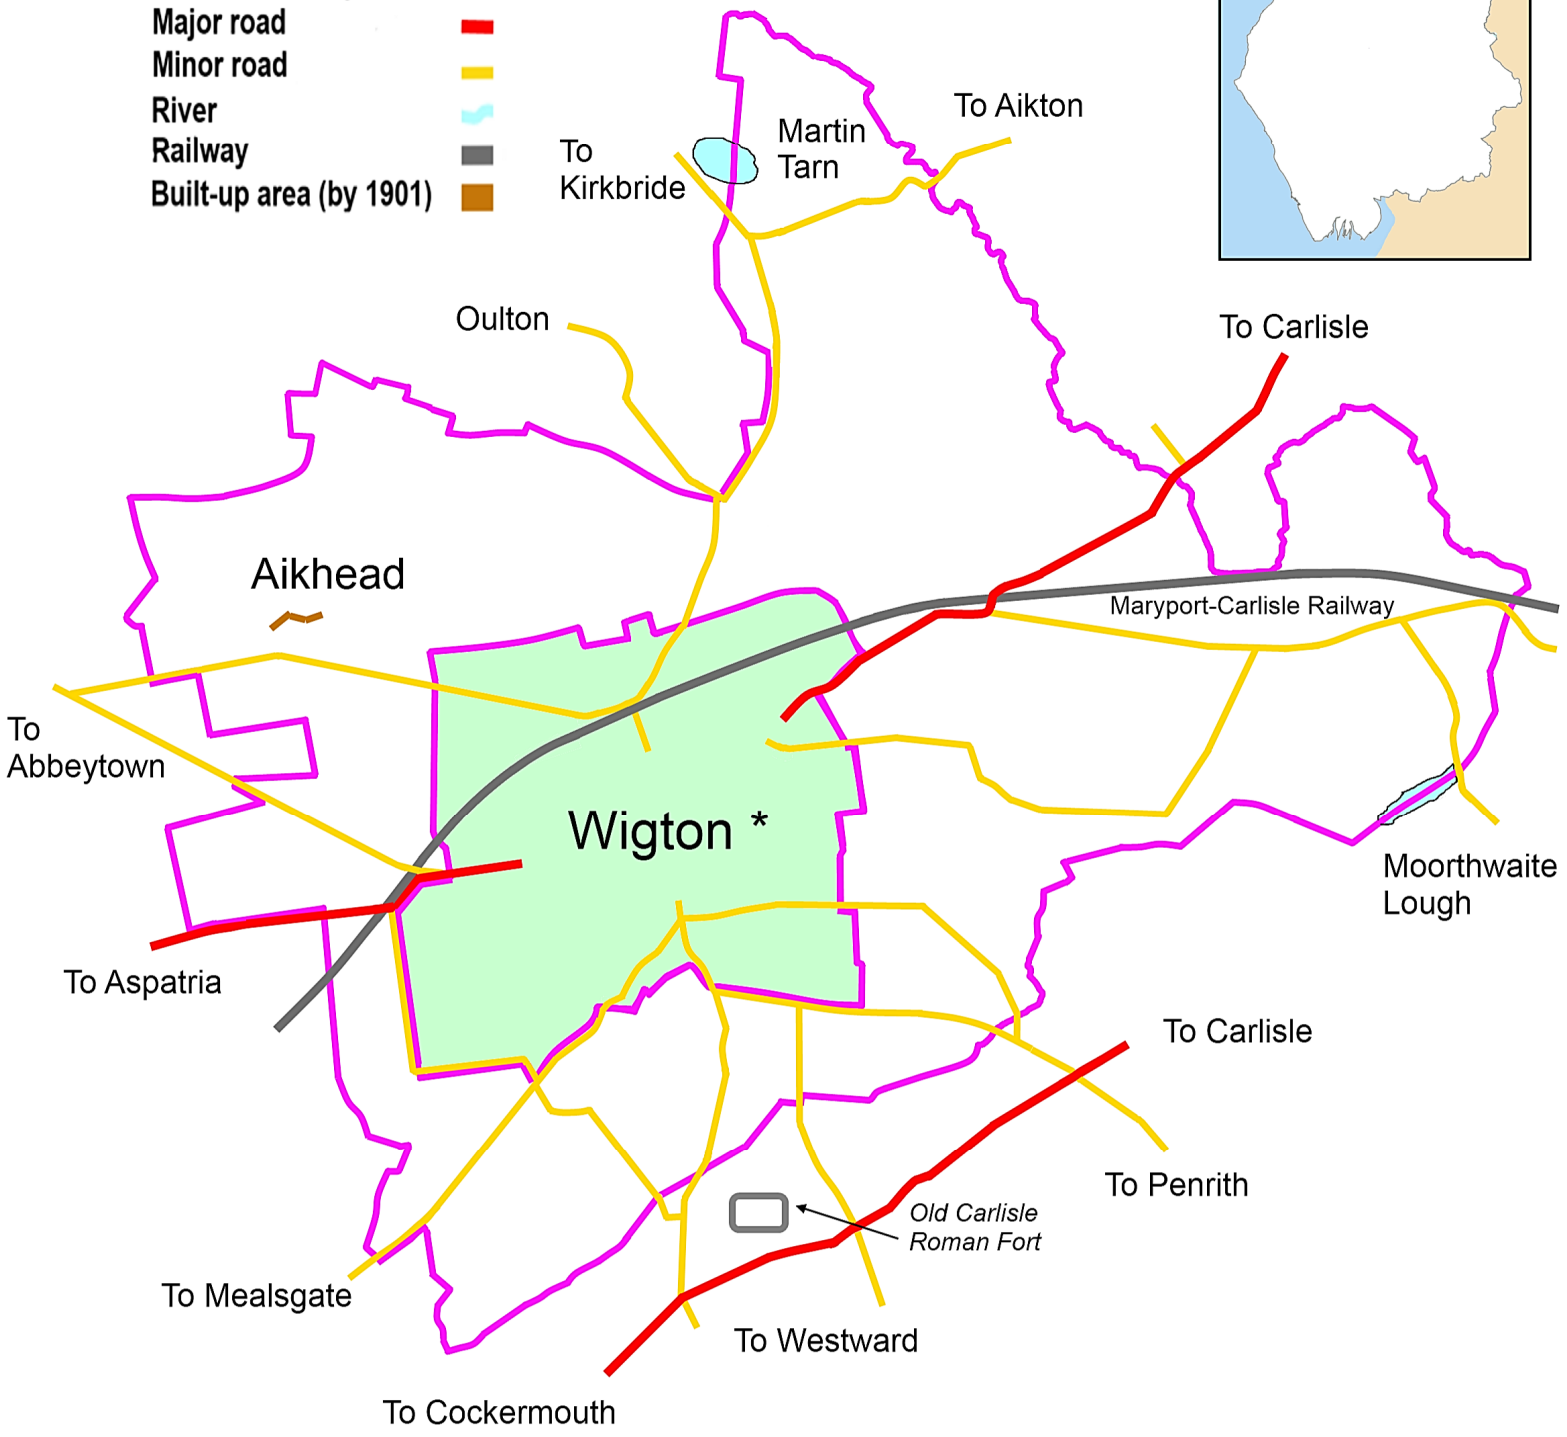 Major road
Minor road
River
Railway
Built-up area (by 1901)
To Aikton
Martin
Tarn
To
Kirkbride
Oulton
To Carlisle
Aikhead
Maryport-Carlisle Railway
To
Abbeytown
Wigton *
Moorthwaite
Lough
To Aspatria
To Carlisle
To Penrith
Old Carlisle
Roman Fort
To Mealsgate
To Westward
To Cockermouth